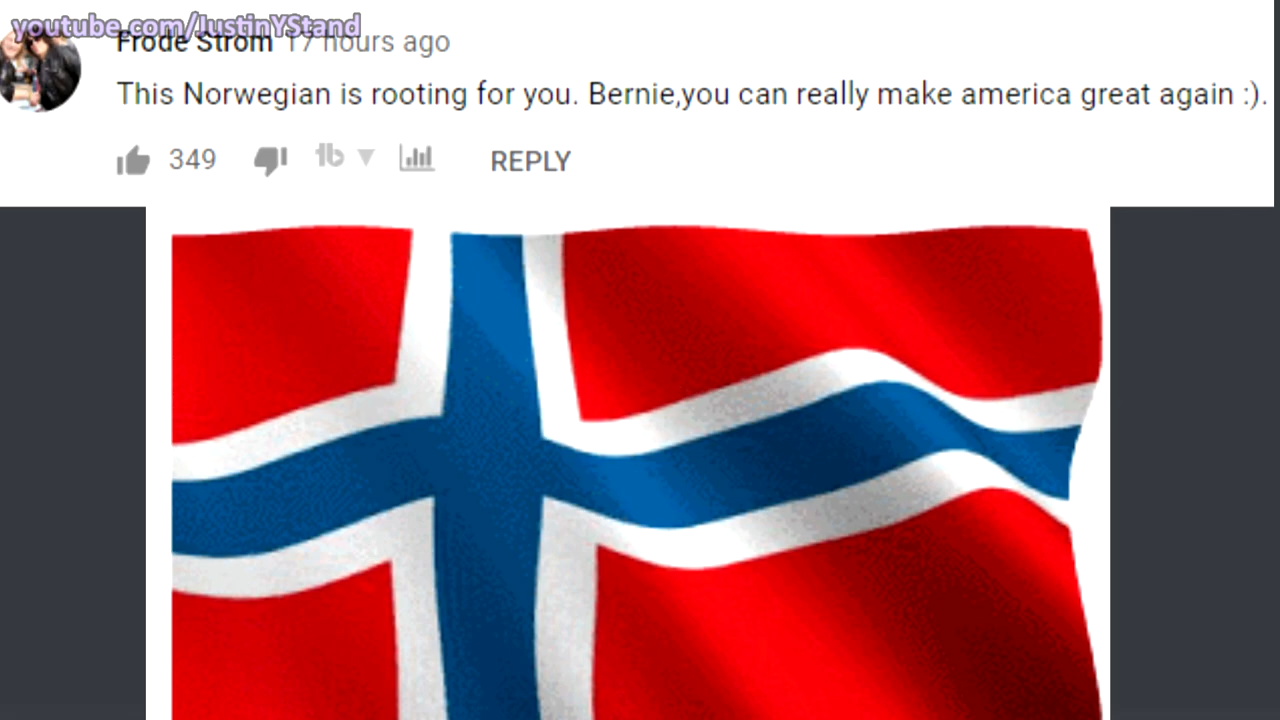 youtube.com/JustinYStand
Frode Strom 17 hours ago
This Norwegian is rooting for you. Bernie,you can really make america great again :).
349 REPLY